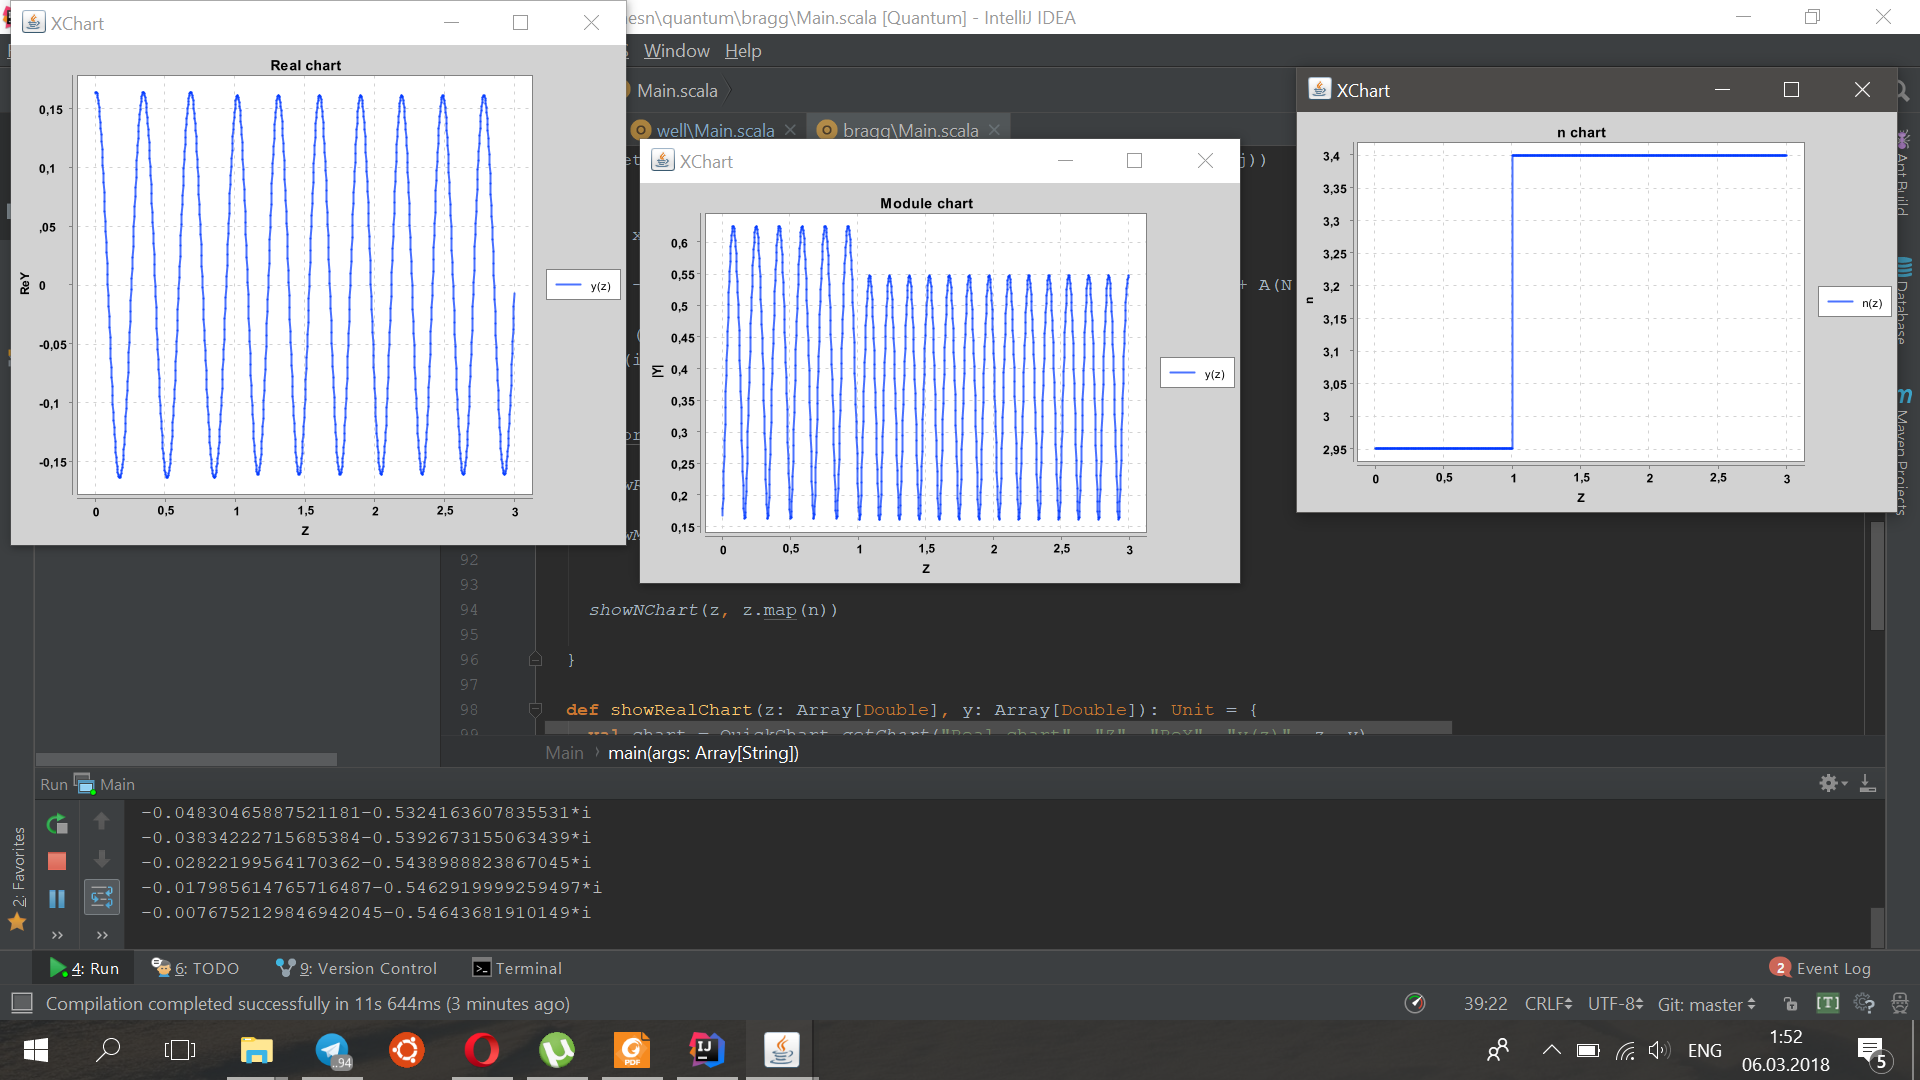 XChart
Real chart
0,15
0,1
,05
0
-0,05
-0,1
-0,15
ReY
0 0,5 1 1,5 2 2,5 3
Z
y(z)
esn\quantum\bragg\Main.scala [Quantum] - IntelliJ IDEA
Window Help
Main.scala
well\Main.scala bragg\Main.scala
XChart
Module chart
0,6
0,55
0,5
0,45
0,4
0,35
0,3
0,25
0,2
0,15
|Y|
0 0,5 1 1,5 2 2,5 3
Z
y(z)
j))
+ A(N
XChart
n chart
3,4
3,35
3,3
3,25
3,2
3,15
3,1
3,05
3
2,95
n
0 0,5 1 1,5 2 2,5 3
Z
n(z)
Ant Build
Database
Maven Projects
92
93
94 showNChart(z, z.map(n))
95
96 }
97
98 def showRealChart(z: Array[Double], y: Array[Double]): Unit = {
Main › main(args: Array[String])
Run Main
-0.04830465887521181-0.5324163607835531*i
-0.03834222715685384-0.5392673155063439*i
-0.02822199564170362-0.5438988823867045*i
-0.017985614765716487-0.5462919999259497*i
-0.0076752129846942045-0.54643681910149*i
2: Favorites
4: Run 6: TODO 9: Version Control Terminal 2 Event Log
Compilation completed successfully in 11s 644ms (3 minutes ago) 39:22 CRLF UTF-8 Git: master [T]
..94
PDF
IJ
ENG
1:52
06.03.2018
5